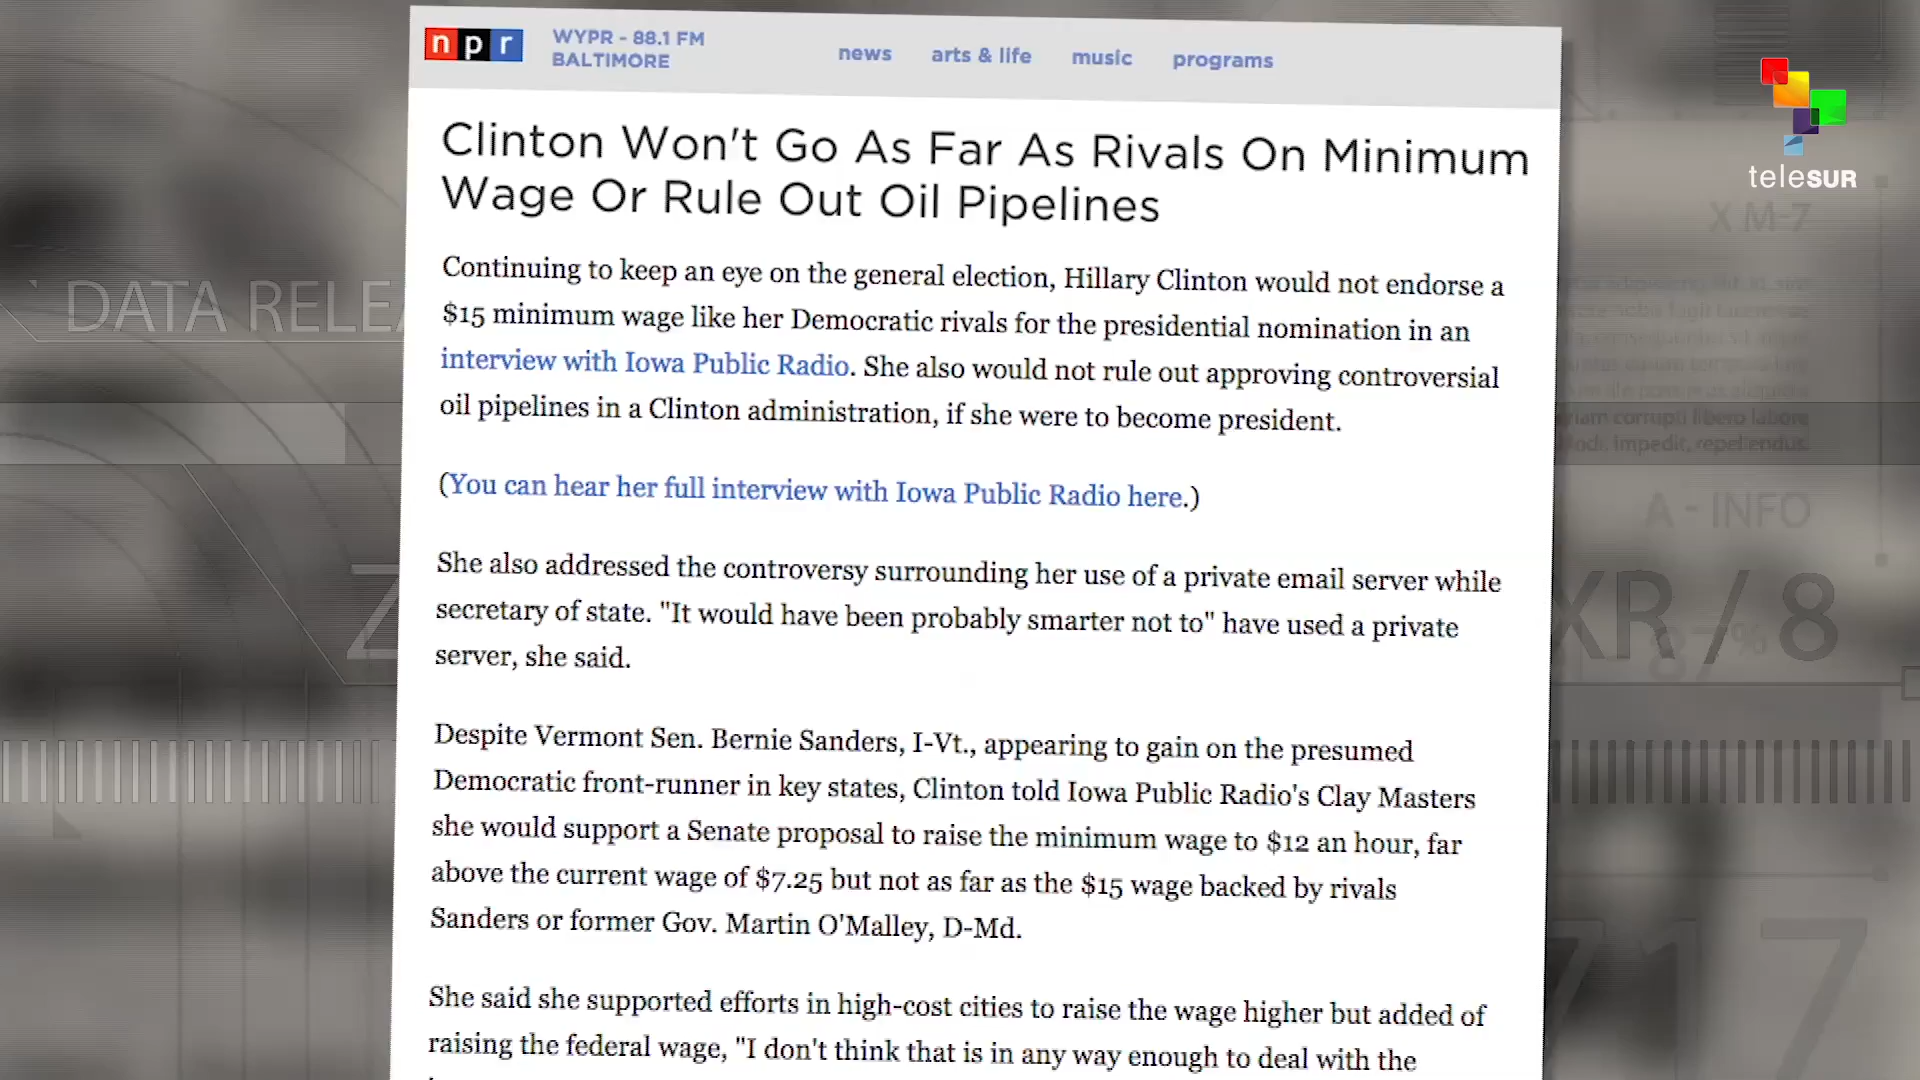 npr
WYPR - 88.1 FM
BALTIMORE
news arts & life music programs
teleSUR
Clinton Won't Go As Far As Rivals On Minimum
Wage Or Rule Out Oil Pipelines
X M-7
DATA RELEA
Continuing to keep an eye on the general election, Hillary Clinton would not endorse a
$15 minimum wage like her Democratic rivals for the presidential nomination in an
interview with Iowa Public Radio. She also would not rule out approving controversial
oil pipelines in a Clinton administration, if she were to become president.
corrupti libero labore
impedit, repel endus.
(You can hear her full interview with Iowa Public Radio here.)
A - INFO
She also addressed the controversy surrounding her use of a private email server while
secretary of state. "It would have been probably smarter not to" have used a private
server, she said.
XR / 8
87%
Despite Vermont Sen. Bernie Sanders, I-Vt., appearing to gain on the presumed
Democratic front-runner in key states, Clinton told Iowa Public Radio's Clay Masters
she would support a Senate proposal to raise the minimum wage to $12 an hour, far
above the current wage of $7.25 but not as far as the $15 wage backed by rivals
Sanders or former Gov. Martin O'Malley, D-Md.
717
She said she supported efforts in high-cost cities to raise the wage higher but added of
raising the federal wage, "I don't think that is in any way enough to deal with the